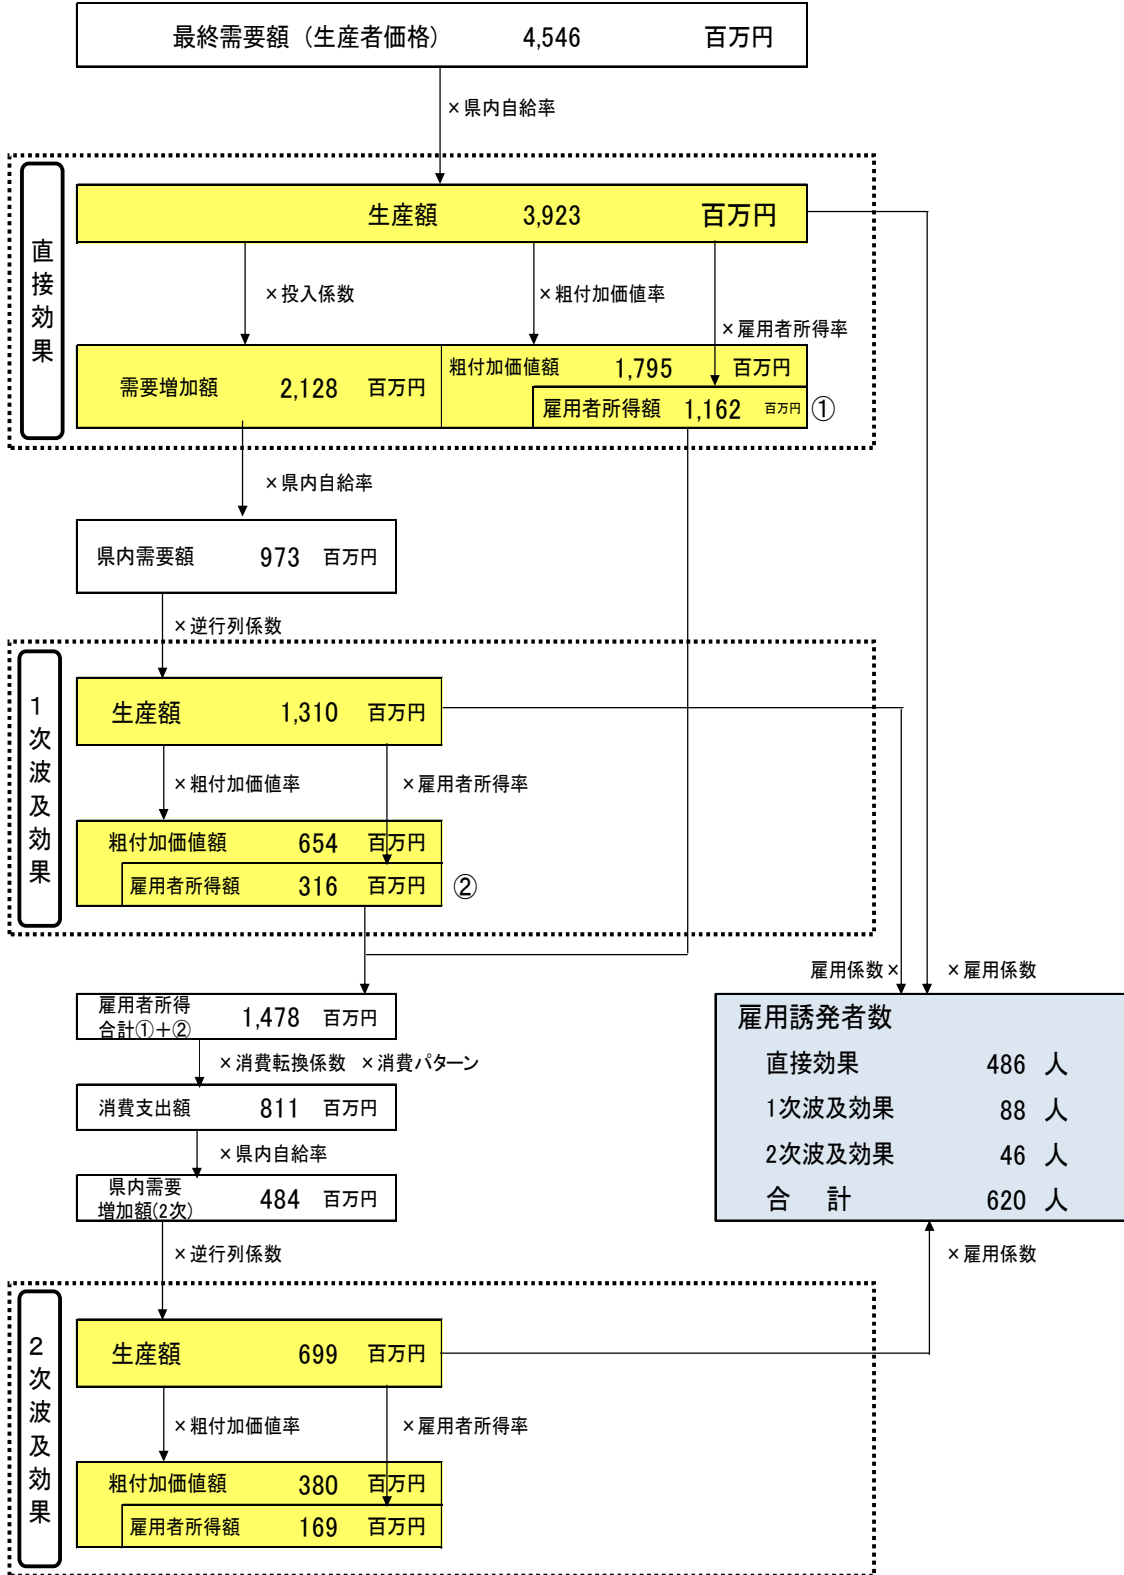 最終需要額（生産者価格） 4,546 百万円
×県内自給率
直接効果
生産額 3,923 百万円
×投入係数
×粗付加価値率
×雇用者所得率
需要増加額 2,128 百万円
粗付加価値額 1,795 百万円
雇用者所得額 1,162 百万円 ①
×県内自給率
県内需要額 973 百万円
×逆行列係数
1次波及効果
生産額 1,310 百万円
×粗付加価値率
×雇用者所得率
粗付加価値額 654 百万円
雇用者所得額 316 百万円 ②
雇用係数×
×雇用係数
雇用者所得
合計①＋② 1,478 百万円
×消費転換係数 ×消費パターン
消費支出額 811 百万円
×県内自給率
県内需要
増加額(2次) 484 百万円
雇用誘発者数
直接効果 486 人
1次波及効果 88 人
2次波及効果 46 人
合　計 620 人
×逆行列係数
×雇用係数
2次波及効果
生産額 699 百万円
×粗付加価値率
×雇用者所得率
粗付加価値額 380 百万円
雇用者所得額 169 百万円